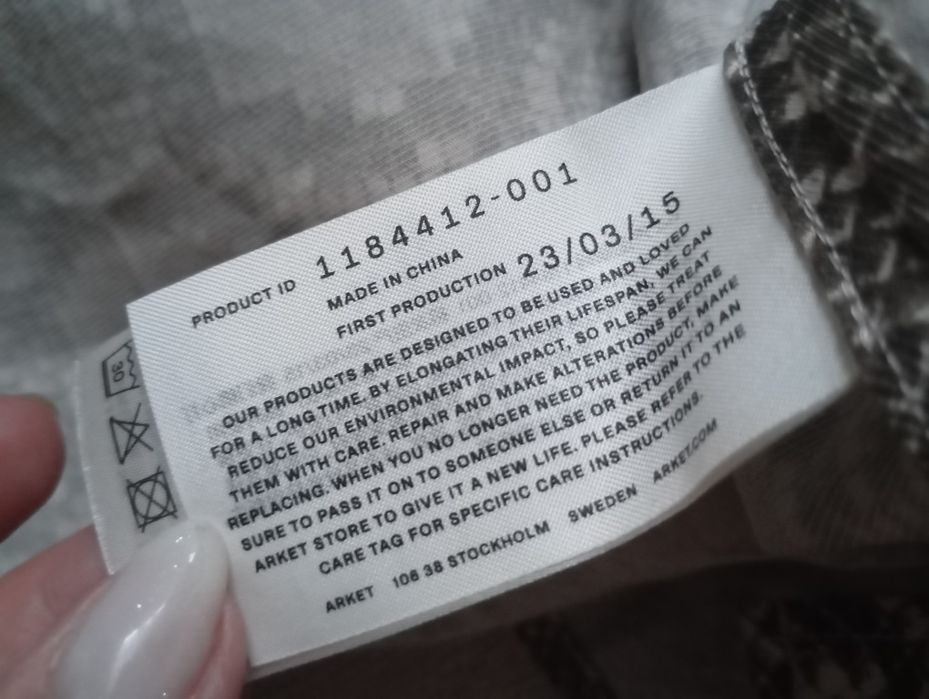 PRODUCT ID 1184412-001
MADE IN CHINA
FIRST PRODUCTION 23/03/15
OUR PRODUCTS ARE DESIGNED TO BE USED AND LOVED
FOR A LONG TIME. BY ELONGATING THEIR LIFESPAN, WE CAN
REDUCE OUR ENVIRONMENTAL IMPACT, SO PLEASE TREAT
THEM WITH CARE. REPAIR AND MAKE ALTERATIONS BEFORE
REPLACING. WHEN YOU NO LONGER NEED THE PRODUCT, MAKE
SURE TO PASS IT ON TO SOMEONE ELSE OR RETURN IT TO AN
ARKET STORE TO GIVE IT A NEW LIFE. PLEASE REFER TO THE
CARE TAG FOR SPECIFIC CARE INSTRUCTIONS.
ARKET 106 38 STOCKHOLM SWEDEN ARKET.COM
30